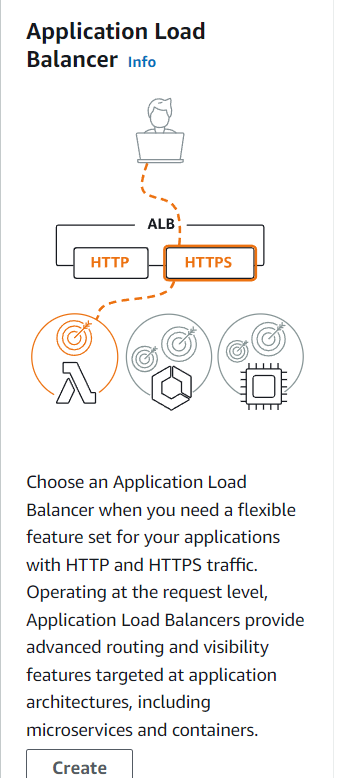 Application Load
Balancer Info
ALB
HTTP HTTPS
Choose an Application Load
Balancer when you need a flexible
feature set for your applications
with HTTP and HTTPS traffic.
Operating at the request level,
Application Load Balancers provide
advanced routing and visibility
features targeted at application
architectures, including
microservices and containers.
Create